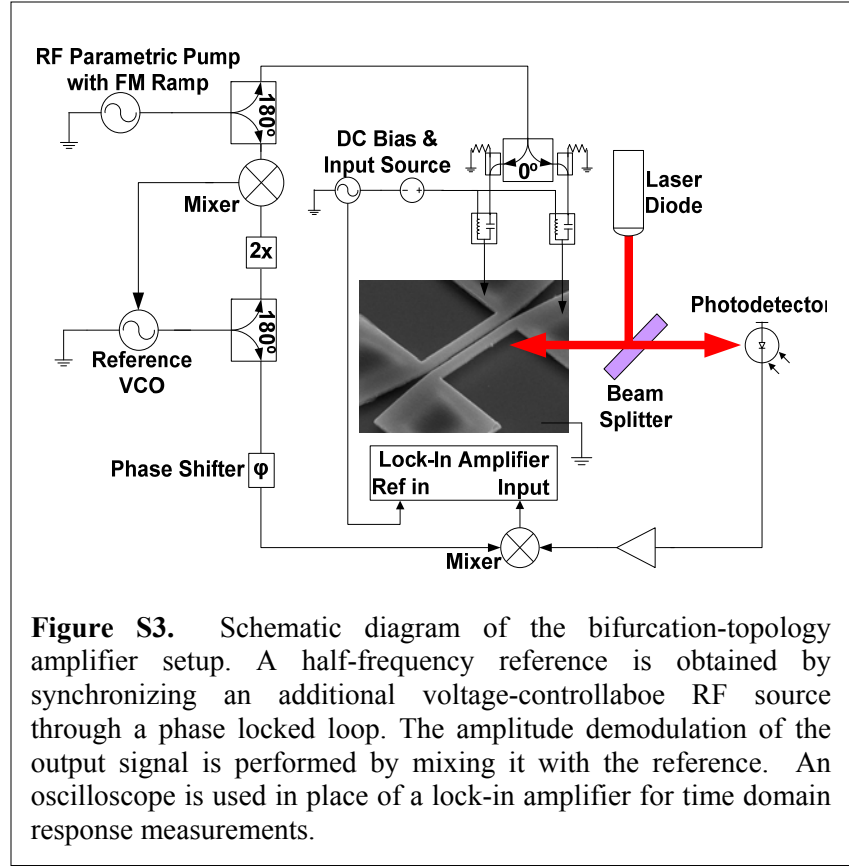 RF Parametric Pump
with FM Ramp
180º
DC Bias &
Input Source
0º
Laser
Diode
Mixer
2x
180º
Photodetector
Reference
VCO
Beam
Splitter
Phase Shifter
φ
Lock-In Amplifier
Ref in Input
Mixer
Figure S3. Schematic diagram of the bifurcation-topology
amplifier setup. A half-frequency reference is obtained by
synchronizing an additional voltage-controllaboe RF source
through a phase locked loop. The amplitude demodulation of the
output signal is performed by mixing it with the reference. An
oscilloscope is used in place of a lock-in amplifier for time domain
response measurements.